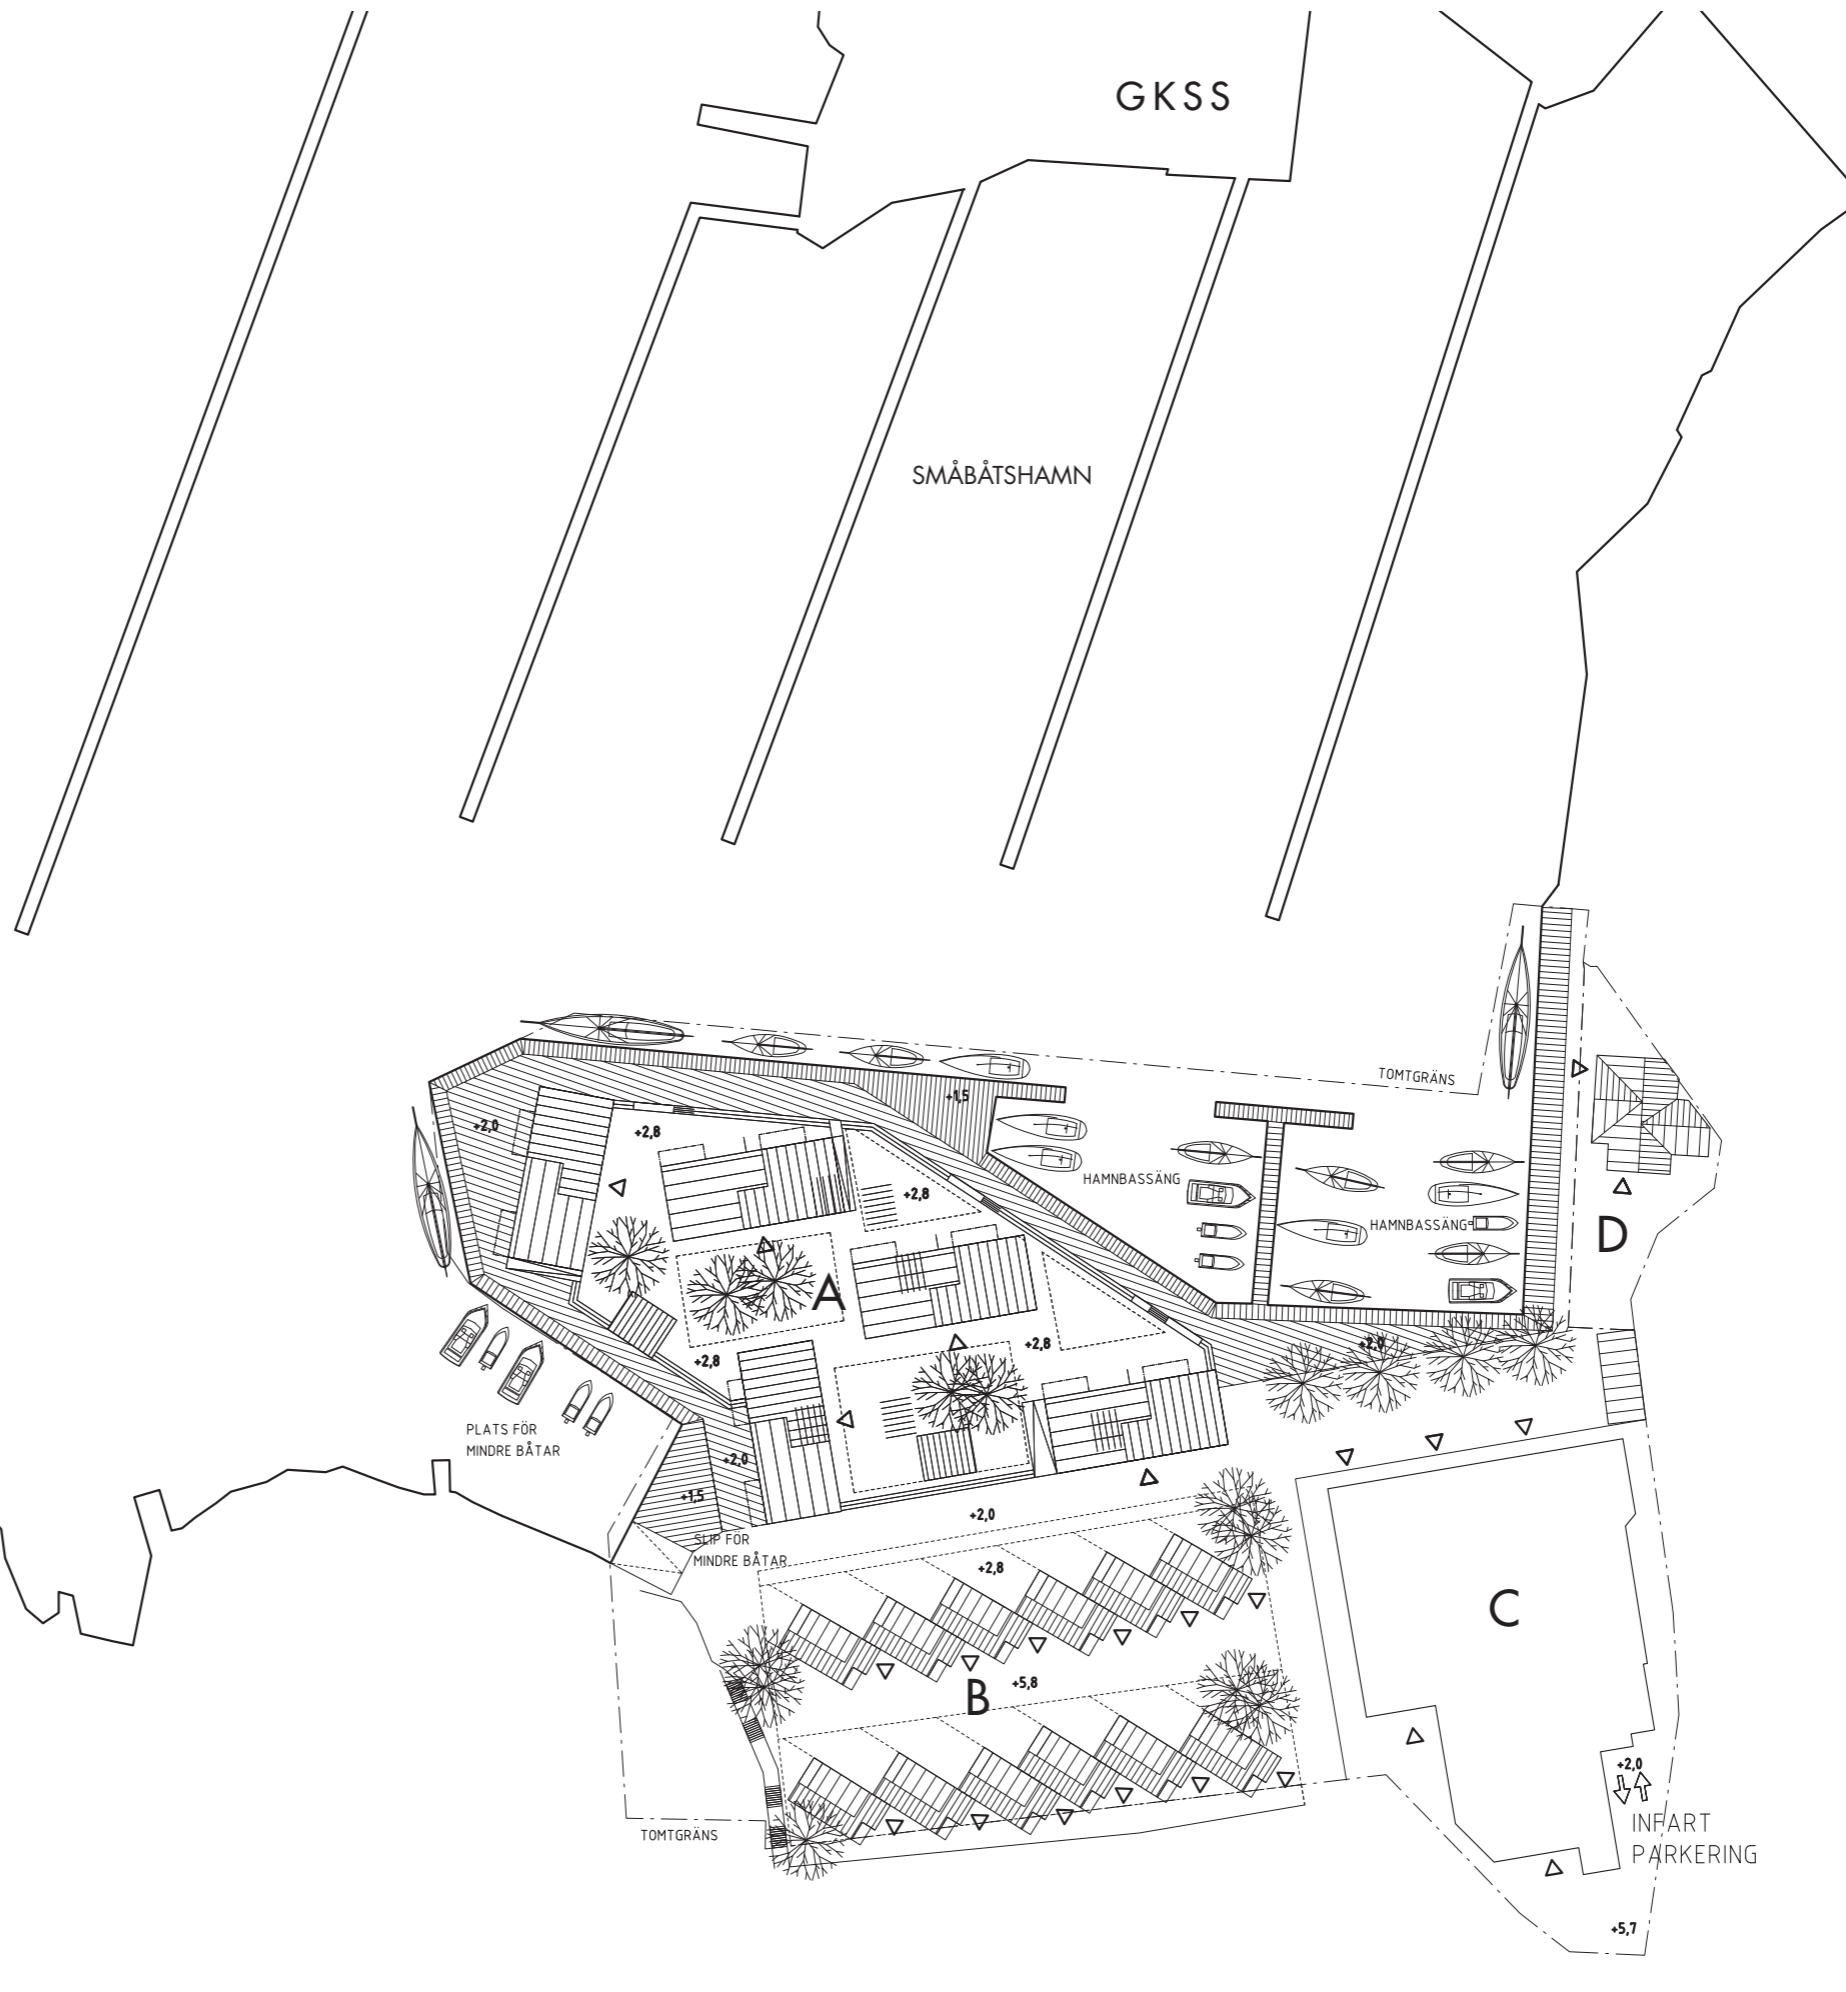 GKSS
SMÅBÅTSHAMN
TOMTGRÄNS
+1,5
+2,0
+2,8
HAMNBASSÄNG
+2,8
HAMNBASSÄNG
D
A
+2,8
+2,0
+2,8
PLATS FÖR
MINDRE BÅTAR
+2,0
+1,5
+2,0
SLIP FÖR
MINDRE BÅTAR
+2,8
C
B
+5,8
+2,0
INFART
PARKERING
TOMTGRÄNS
+5,7